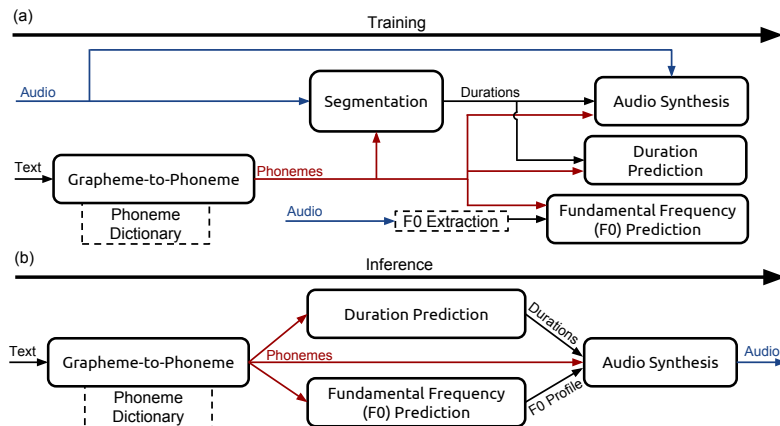 (a)
Training
Audio
Segmentation
Durations
Audio Synthesis
Text
Grapheme-to-Phoneme
Phonemes
Duration
Prediction
Phoneme
Dictionary
Audio
F0 Extraction
Fundamental Frequency
(F0) Prediction
(b)
Inference
Duration Prediction
Durations
Text
Grapheme-to-Phoneme
Phonemes
Audio Synthesis
Audio
Phoneme
Dictionary
Fundamental Frequency
(F0) Prediction
F0 Profile